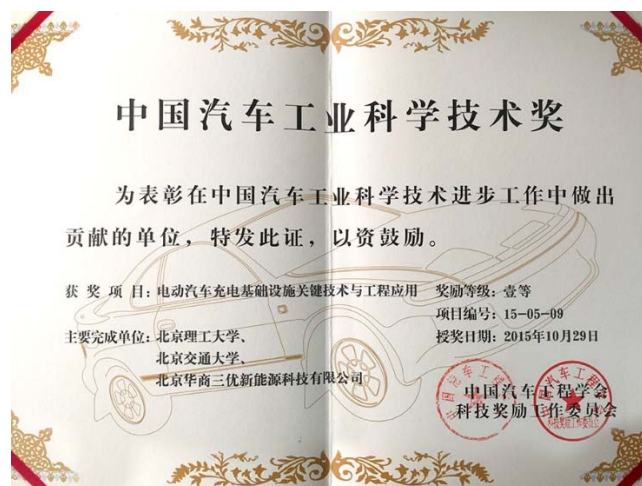 中国汽车工业科学技术奖
为表彰在中国汽车工业科学技术进步工作中做出
贡献的单位，特发此证，以资鼓励。
获奖项目：电动汽车充电基础设施关键技术与工程应用
奖励等级：壹等
项目编号：15-05-09
主要完成单位：北京理工大学、
授奖日期：2015年10月29日
北京交通大学、
北京华商三优新能源科技有限公司
中国汽车工程学会
科技奖励工作委员会